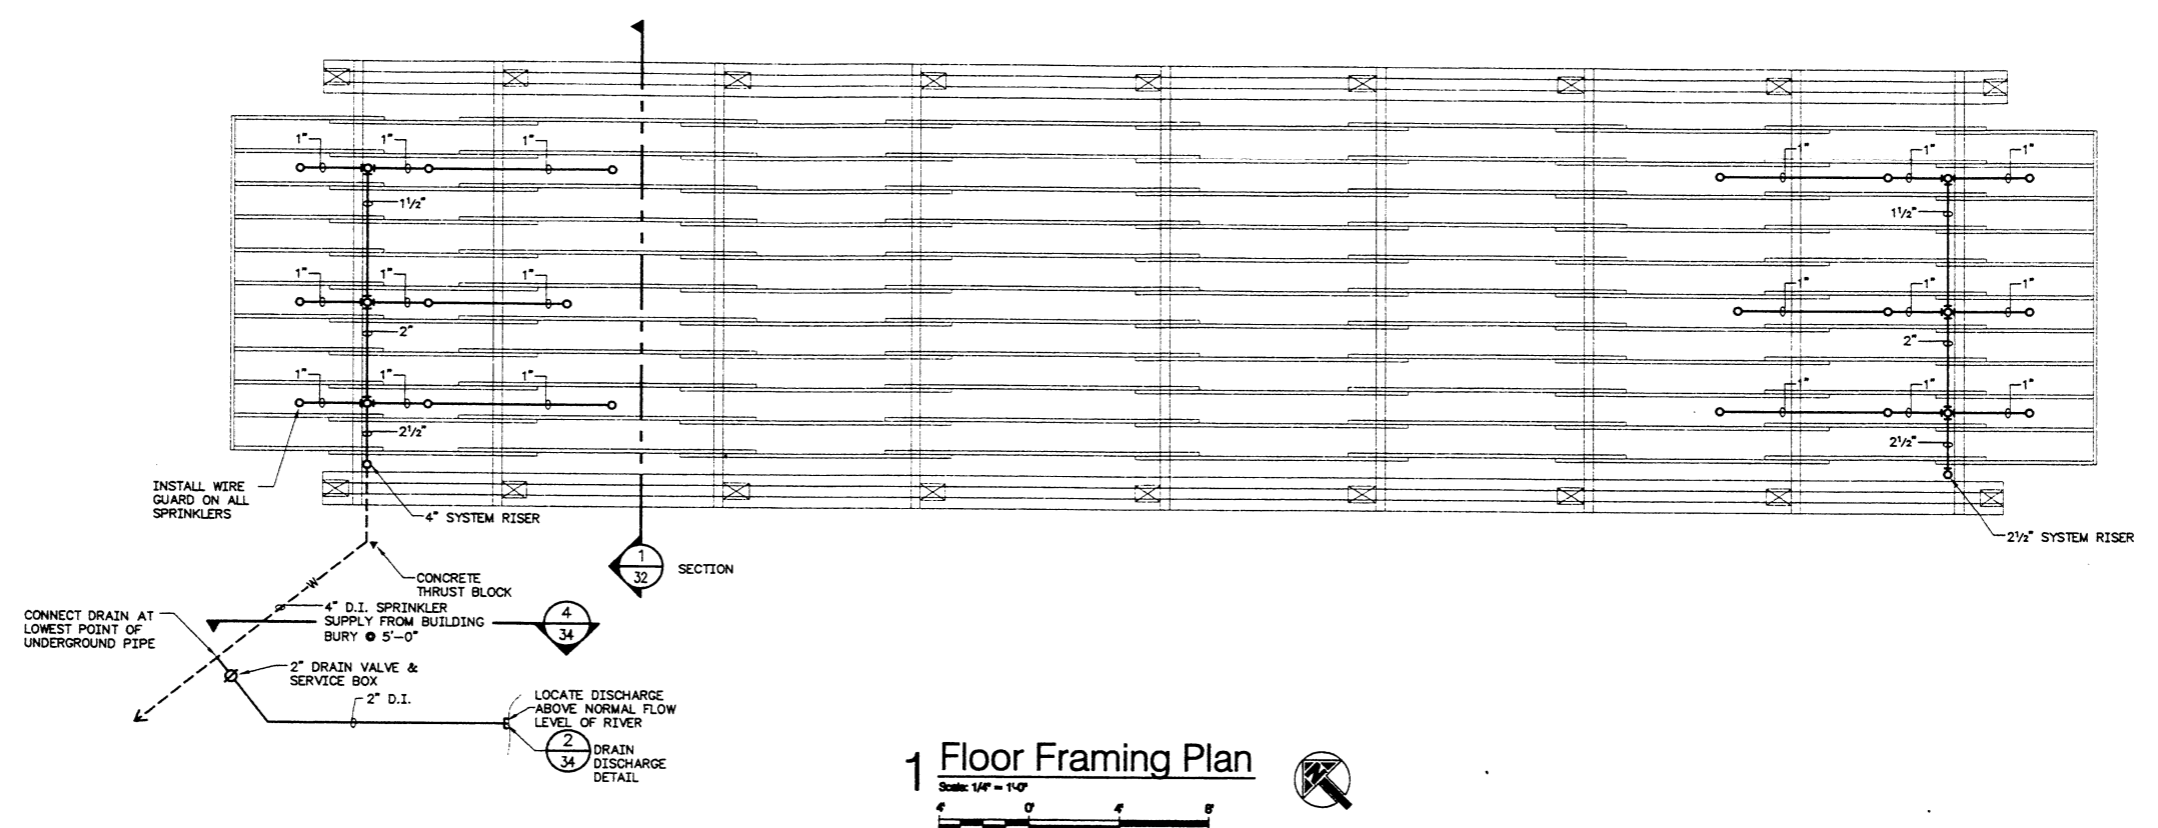 1" 1" 1"
1" 1" 1"
1½"
1½"
1" 1" 1"
1" 1" 1"
2"
2"
1" 1" 1"
1" 1" 1"
2½"
2½"
INSTALL WIRE
GUARD ON ALL
SPRINKLERS
4" SYSTEM RISER
2½" SYSTEM RISER
1
32
SECTION
CONCRETE
THRUST BLOCK
W
4" D.I. SPRINKLER
SUPPLY FROM BUILDING
BURY @ 5'-0"
4
34
CONNECT DRAIN AT
LOWEST POINT OF
UNDERGROUND PIPE
2" DRAIN VALVE &
SERVICE BOX
2" D.I.
LOCATE DISCHARGE
ABOVE NORMAL FLOW
LEVEL OF RIVER
2
34
DRAIN
DISCHARGE
DETAIL
1 Floor Framing Plan
Scale: 1/4" = 1'-0"
4' 0' 4' 8'
N